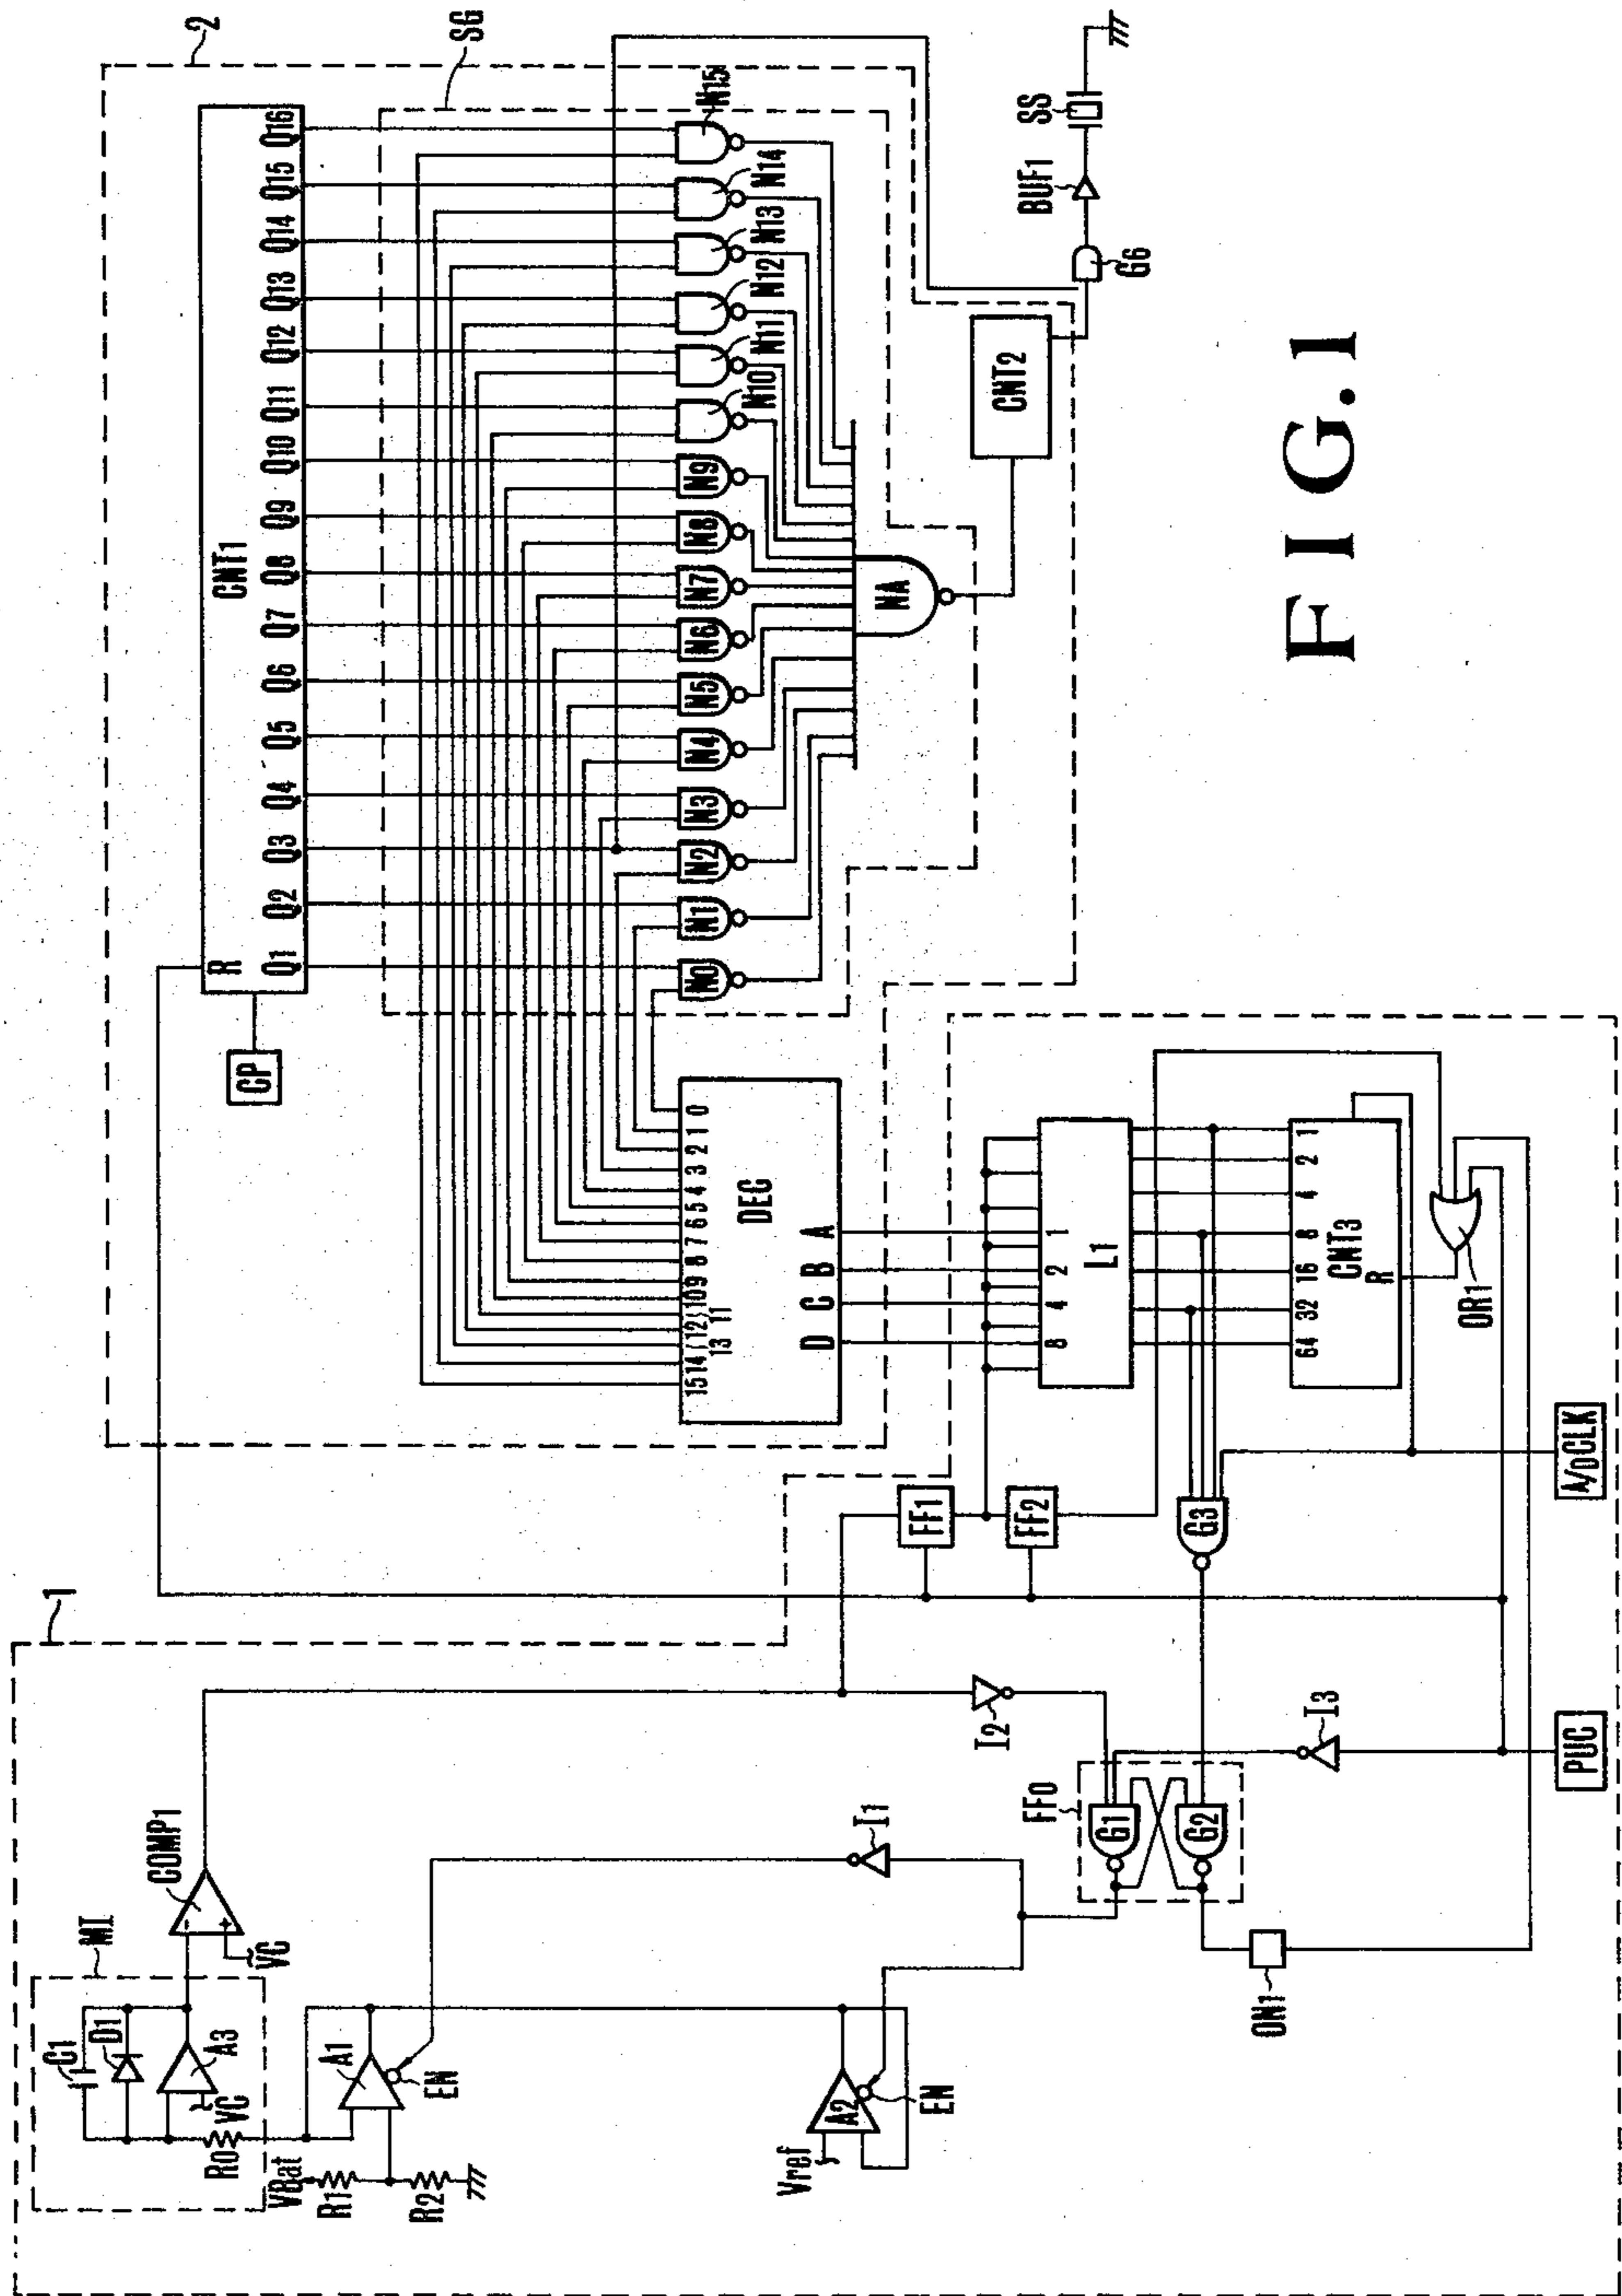 2
SG
CNT1
R
Q1 Q2 Q3 Q4 Q5 Q6 Q7 Q8 Q9 Q10 Q11 Q12 Q13 Q14 Q15 Q16
CP
N0 N1 N2 N3 N4 N5 N6 N7 N8 N9 N10 N11 N12 N13 N14 N15
NA
CNT2
G6
BUF1
SS
15 14 13 12 11 10 9 8 7 6 5 4 3 2 1 0
DEC
D C B A
1
MI
C1
D1
A3
VC
R0
COMP1
VC
VBat
R1
R2
A1
EN
I1
Vref
A2
EN
I2
FF1
FF2
8 4 2 1
L1
64 32 16 8 4 2 1
CNT3
R
OR1
G3
FF0
G1
G2
I3
ON1
PUC
A/DCLK
FIG.1